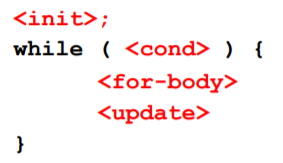 <init>;
while ( <cond> ) {
<for-body>
<update>
}